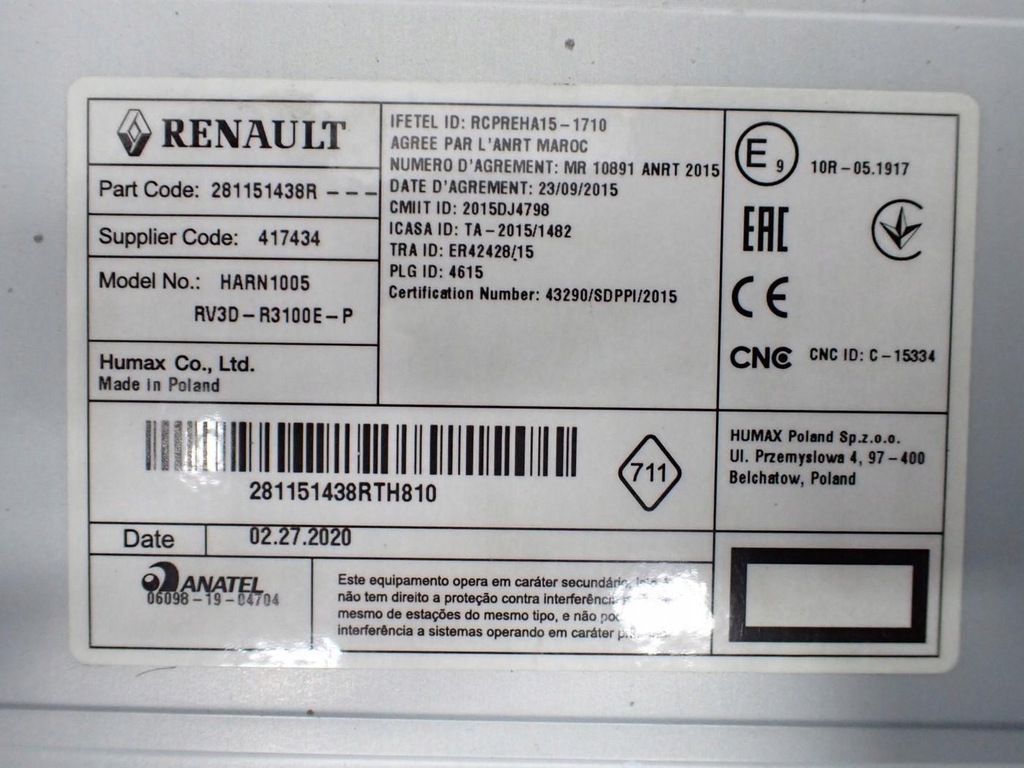 RENAULT
Part Code: 281151438R - - -
Supplier Code: 417434
Model No.: HARN1005
RV3D-R3100E-P
Humax Co., Ltd.
Made in Poland
IFETEL ID: RCPREHA15-1710
AGREE PAR L'ANRT MAROC
NUMERO D'AGREMENT: MR 10891 ANRT 2015
DATE D'AGREMENT: 23/09/2015
CMIIT ID: 2015DJ4798
ICASA ID: TA-2015/1482
TRA ID: ER42428/15
PLG ID: 4615
Certification Number: 43290/SDPPI/2015
E9 10R-05.1917
EAC
CE
CNC CNC ID: C-15334
281151438RTH810
711
HUMAX Poland Sp.z.o.o.
Ul. Przemyslowa 4, 97-400
Belchatow, Poland
Date 02.27.2020
ANATEL
06098-19-04704
Este equipamento opera em caráter secundário,
não tem direito a proteção contra interferência
mesmo de estações do mesmo tipo, e não
interferência a sistemas operando em caráter